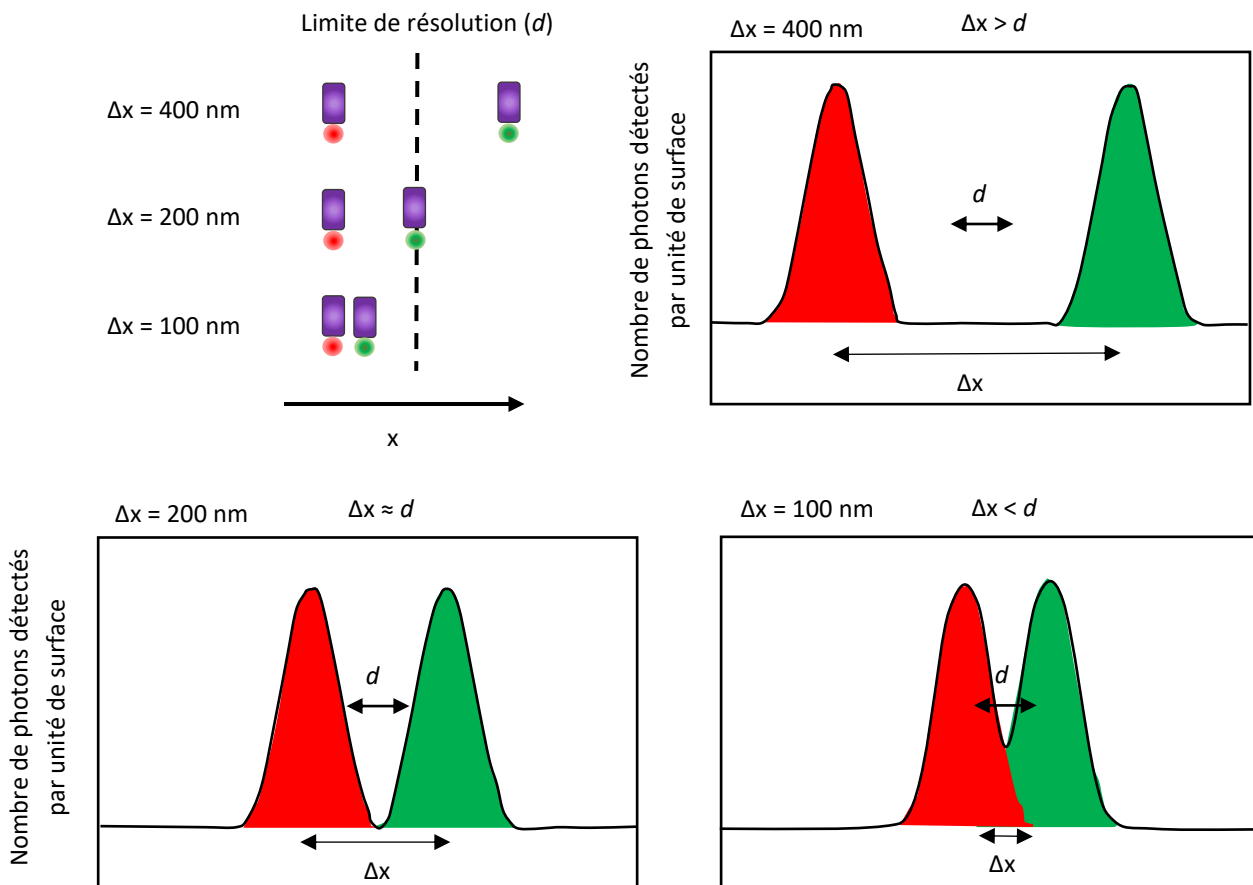 Limite de résolution (d)
Δx = 400 nm
Δx = 200 nm
Δx = 100 nm
x
Δx = 400 nm
Δx > d
Nombre de photons détectés
par unité de surface
d
Δx
Δx = 200 nm
Δx ≈ d
Nombre de photons détectés
par unité de surface
d
Δx
Δx = 100 nm
Δx < d
d
Δx